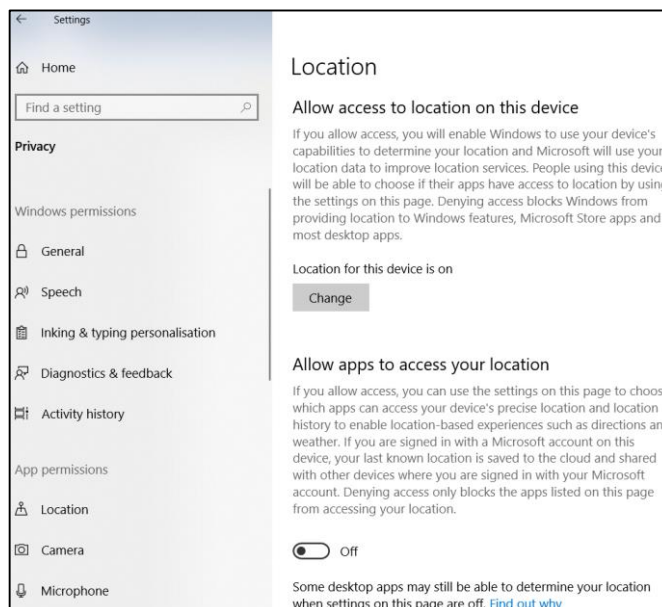 Settings
Home
Find a setting
Privacy
Windows permissions
General
Speech
Inking & typing personalisation
Diagnostics & feedback
Activity history
App permissions
Location
Camera
Microphone
Location
Allow access to location on this device
If you allow access, you will enable Windows to use your device's
capabilities to determine your location and Microsoft will use your
location data to improve location services. People using this device
will be able to choose if their apps have access to location by using
the settings on this page. Denying access blocks Windows from
providing location to Windows features, Microsoft Store apps and
most desktop apps.
Location for this device is on
Change
Allow apps to access your location
If you allow access, you can use the settings on this page to choos
which apps can access your device's precise location and location
history to enable location-based experiences such as directions an
weather. If you are signed in with a Microsoft account on this
device, your last known location is saved to the cloud and shared
with other devices where you are signed in with your Microsoft
account. Denying access only blocks the apps listed on this page
from accessing your location.
Off
Some desktop apps may still be able to determine your location
when settings on this page are off. Find out why